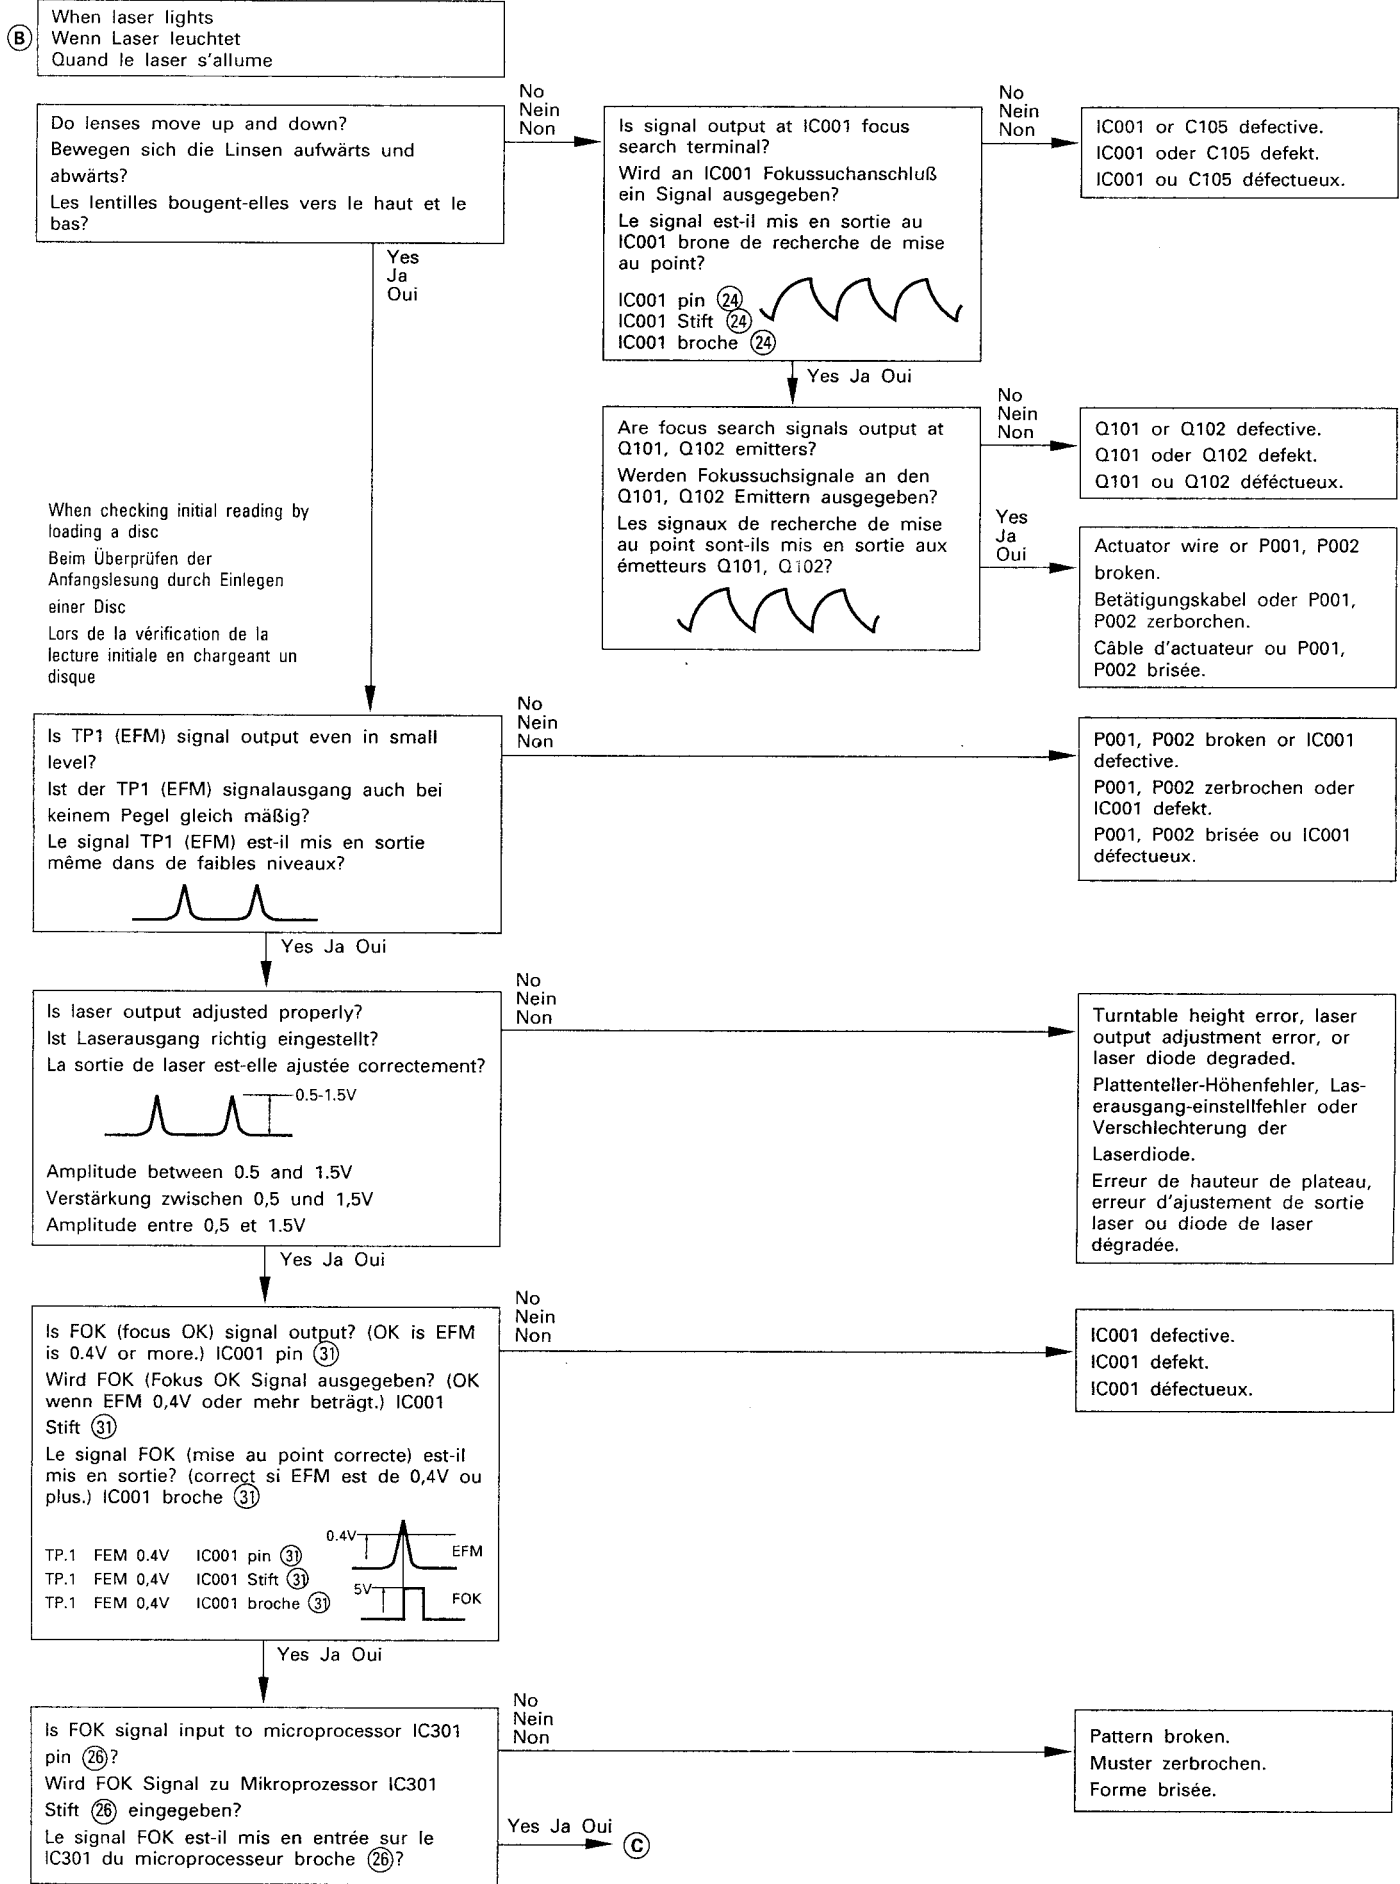 B
When laser lights
Wenn Laser leuchtet
Quand le laser s'allume
Do lenses move up and down?
Bewegen sich die Linsen aufwärts und
abwärts?
Les lentilles bougent-elles vers le haut et le
bas?
No
Nein
Non
Is signal output at IC001 focus
search terminal?
Wird an IC001 Fokussuchanschluß
ein Signal ausgegeben?
Le signal est-il mis en sortie au
IC001 brone de recherche de mise
au point?
IC001 pin 24
IC001 Stift 24
IC001 broche 24
No
Nein
Non
IC001 or C105 defective.
IC001 oder C105 defekt.
IC001 ou C105 défectueux.
Yes
Ja
Oui
Yes Ja Oui
Are focus search signals output at
Q101, Q102 emitters?
Werden Fokussuchsignale an den
Q101, Q102 Emittern ausgegeben?
Les signaux de recherche de mise
au point sont-ils mis en sortie aux
émetteurs Q101, Q102?
No
Nein
Non
Q101 or Q102 defective.
Q101 oder Q102 defekt.
Q101 ou Q102 déféctueux.
Yes
Ja
Oui
Actuator wire or P001, P002
broken.
Betätigungskabel oder P001,
P002 zerborchen.
Câble d'actuateur ou P001,
P002 brisée.
When checking initial reading by
loading a disc
Beim Überprüfen der
Anfangslesung durch Einlegen
einer Disc
Lors de la vérification de la
lecture initiale en chargeant un
disque
Is TP1 (EFM) signal output even in small
level?
Ist der TP1 (EFM) signalausgang auch bei
keinem Pegel gleich mäßig?
Le signal TP1 (EFM) est-il mis en sortie
même dans de faibles niveaux?
No
Nein
Non
P001, P002 broken or IC001
defective.
P001, P002 zerbrochen oder
IC001 defekt.
P001, P002 brisée ou IC001
défectueux.
Yes Ja Oui
Is laser output adjusted properly?
Ist Laserausgang richtig eingestellt?
La sortie de laser est-elle ajustée correctement?
0.5-1.5V
Amplitude between 0.5 and 1.5V
Verstärkung zwischen 0,5 und 1,5V
Amplitude entre 0,5 et 1.5V
No
Nein
Non
Turntable height error, laser
output adjustment error, or
laser diode degraded.
Plattenteller-Höhenfehler, Las-
erausgang-einstellfehler oder
Verschlechterung der
Laserdiode.
Erreur de hauteur de plateau,
erreur d'ajustement de sortie
laser ou diode de laser
dégradée.
Yes Ja Oui
Is FOK (focus OK) signal output? (OK is EFM
is 0.4V or more.) IC001 pin 31
Wird FOK (Fokus OK Signal ausgegeben? (OK
wenn EFM 0,4V oder mehr beträgt.) IC001
Stift 31
Le signal FOK (mise au point correcte) est-il
mis en sortie? (correct si EFM est de 0,4V ou
plus.) IC001 broche 31
TP.1 FEM 0.4V IC001 pin 31
TP.1 FEM 0,4V IC001 Stift 31
TP.1 FEM 0,4V IC001 broche 31
0.4V
EFM
5V
FOK
No
Nein
Non
IC001 defective.
IC001 defekt.
IC001 défectueux.
Yes Ja Oui
Is FOK signal input to microprocessor IC301
pin 26?
Wird FOK Signal zu Mikroprozessor IC301
Stift 26 eingegeben?
Le signal FOK est-il mis en entrée sur le
IC301 du microprocesseur broche 26?
No
Nein
Non
Pattern broken.
Muster zerbrochen.
Forme brisée.
Yes Ja Oui
C